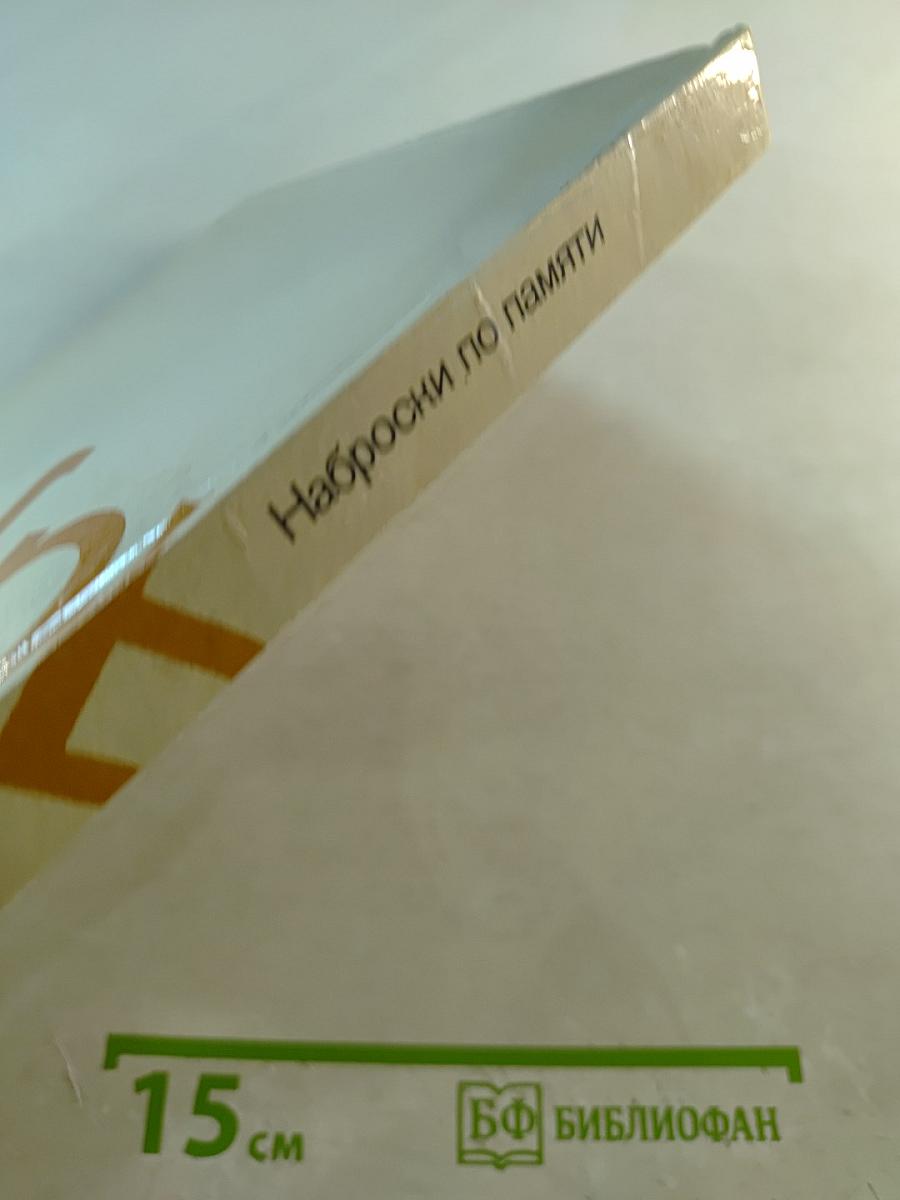 Наброски по памяти
15 см
БФ БИБЛИОФАН